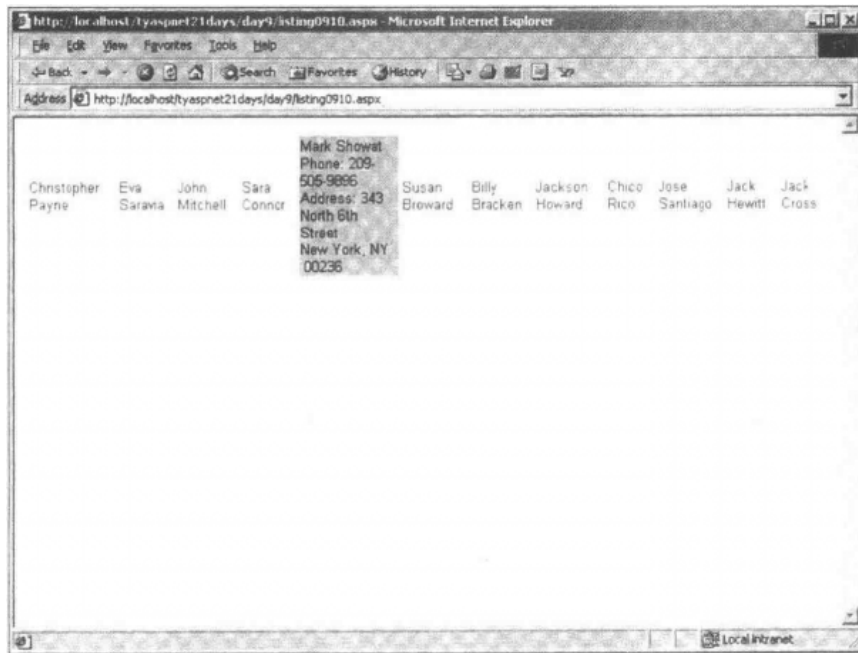 http://localhost/tyaspnet21days/day9/listing0910.aspx - Microsoft Internet Explorer
File Edit View Favorites Tools Help
Back Search Favorites History
Address http://localhost/tyaspnet21days/day9/listing0910.aspx
Christopher Payne
Eva Saravia
John Mitchell
Sara Connor
Mark Showat
Phone: 209-
505-9896
Address: 343
North 6th
Street
New York, NY
00236
Susan Broward
Billy Bracken
Jackson Howard
Chico Rico
Jose Santiago
Jack Hewitt
Jack Cross
Local intranet